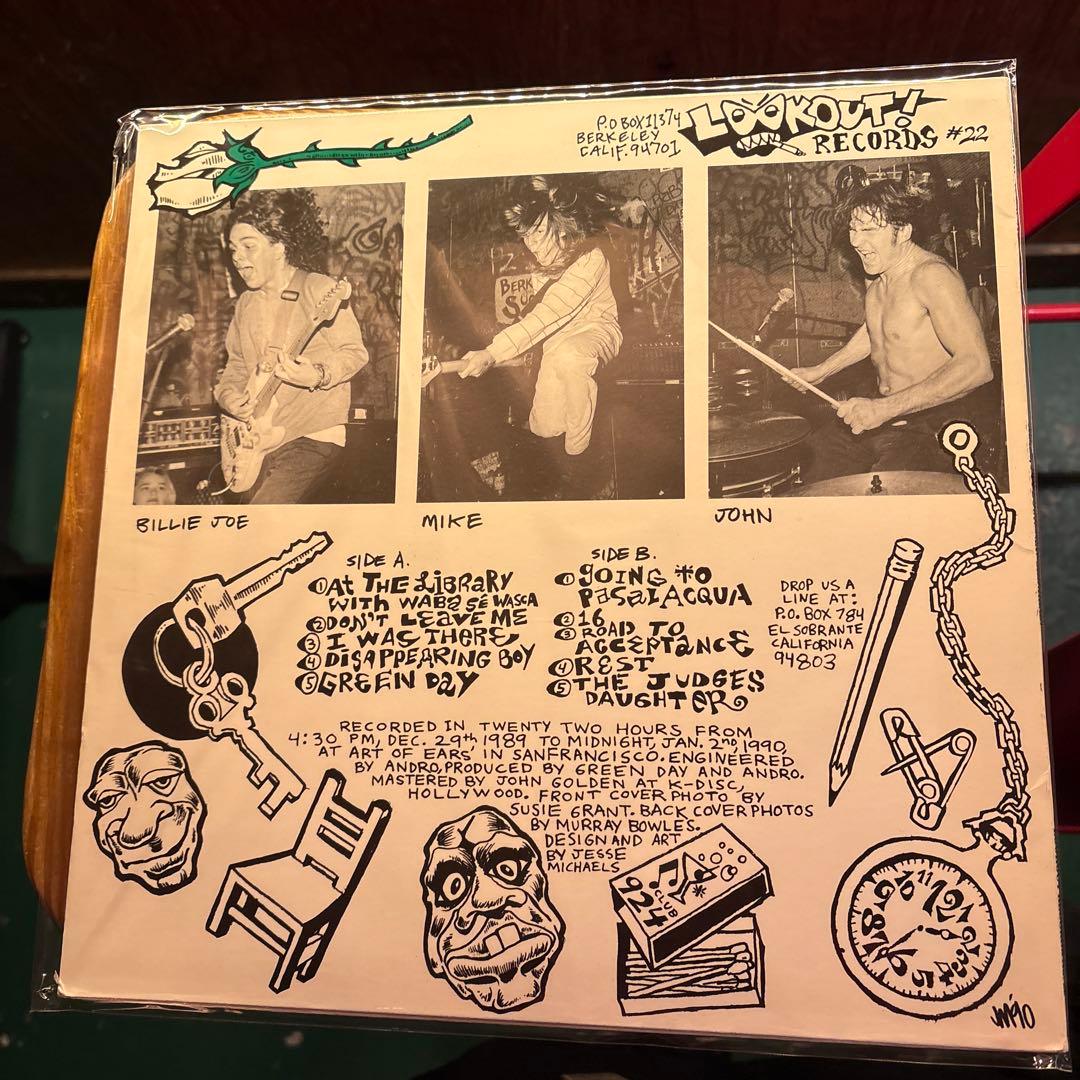 P.O BOX 11374
BERKELEY
CALIF. 94701
LOOKOUT!
RECORDS #22
BERK
BILLIE JOE
MIKE
JOHN
SIDE A.
① At THE LiBRARY
WITH WABA SÉ WASCA
② DON'T LEAVE ME
③ I WAS THERE
④ DISAPPEARING BOY
⑤ GREEN DAY
SIDE B.
① GOING TO
PASALACQUA
② 16
③ ROAD TO
ACCEPTANCE
④ REST
⑤ THE JUDGES
DAUGHTER
DROP US A
LINE AT:
P.O. BOX 784
EL SOBRANTE
CALIFORNIA
94803
RECORDED IN TWENTY TWO HOURS FROM
4:30 PM, DEC. 29th 1989 TO MIDNIGHT, JAN. 2nd, 1990,
AT ART OF EARS IN SANFRANCISCO. ENGINEERED
BY ANDRO, PRODUCED BY GREEN DAY AND ANDRO.
MASTERED BY JOHN GOLDEN AT K-DISC,
HOLLYWOOD. FRONT COVER PHOTO BY
SUSIE GRANT. BACK COVER PHOTOS
BY MURRAY BOWLES.
DESIGN AND ART
BY JESSE
MICHAELS
924
CLUB
JM'90